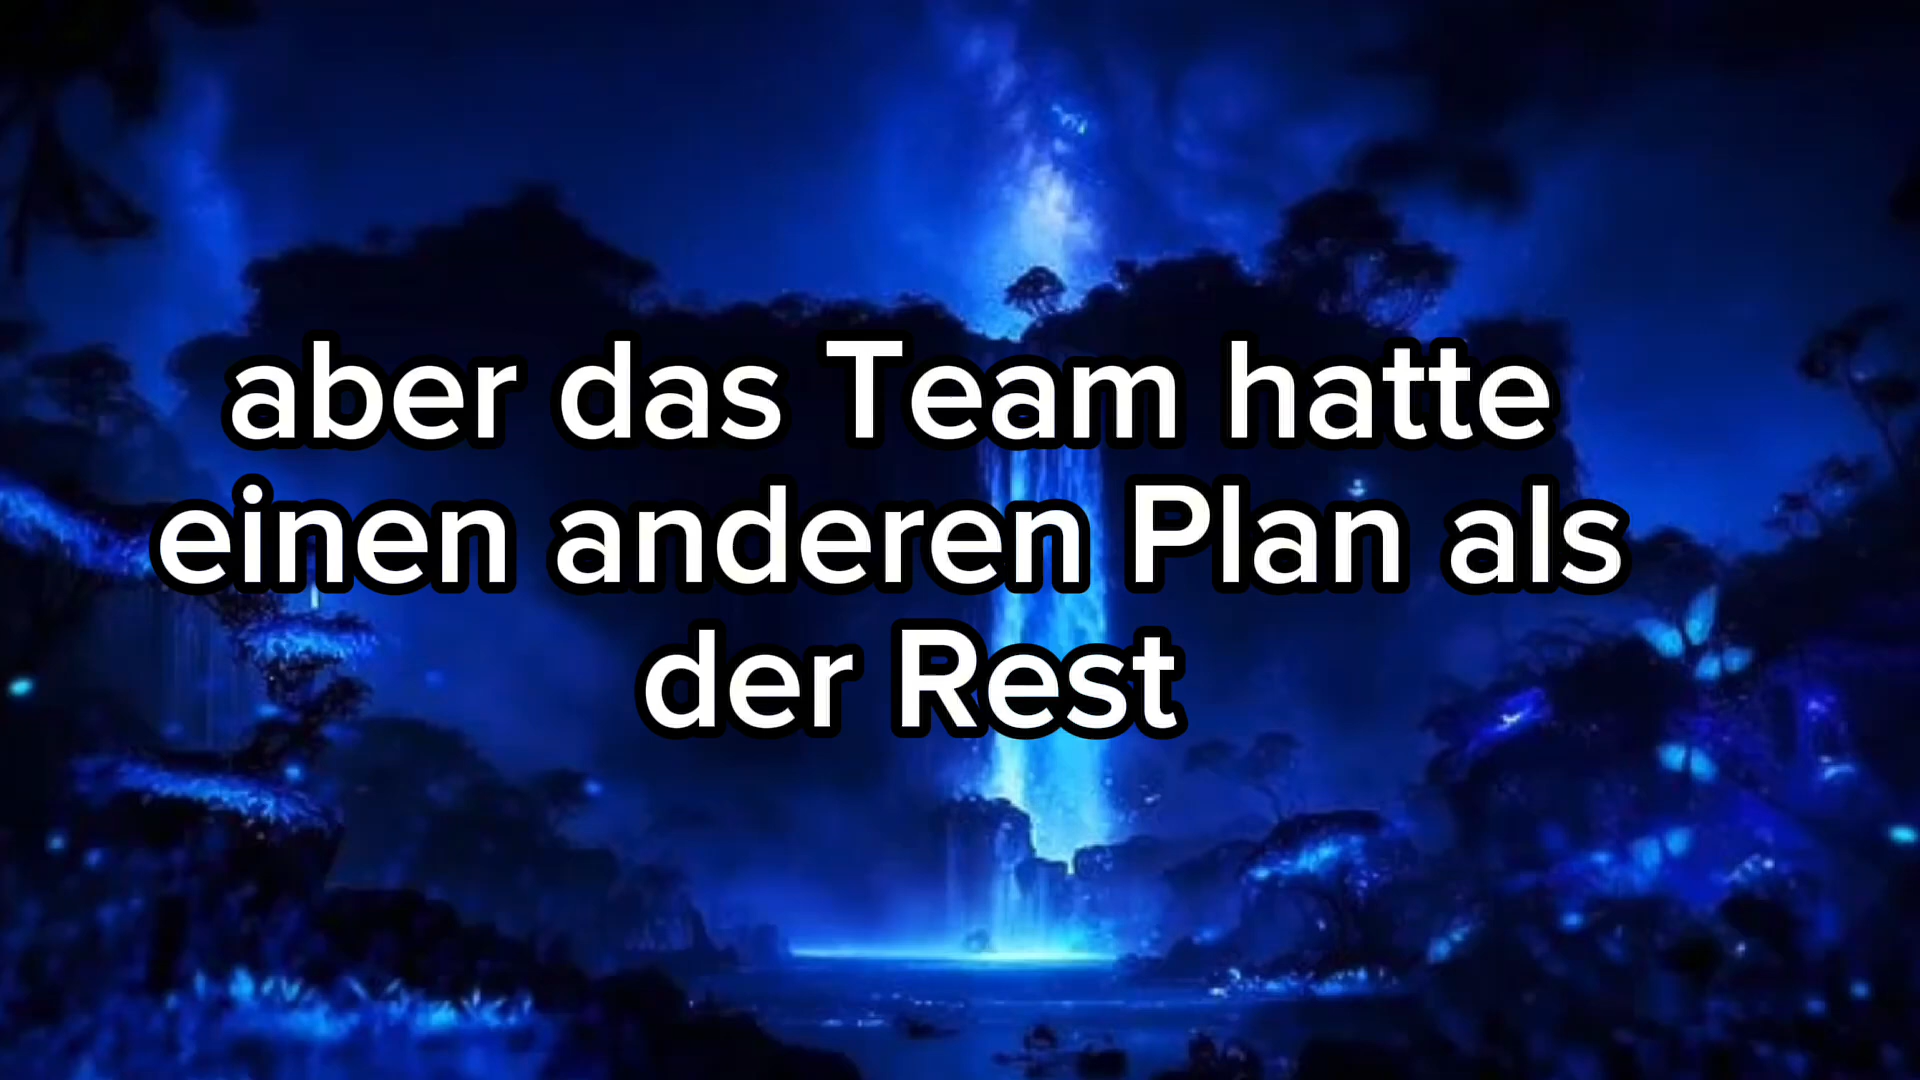 aber das Team hatte
einen anderen Plan als
der Rest